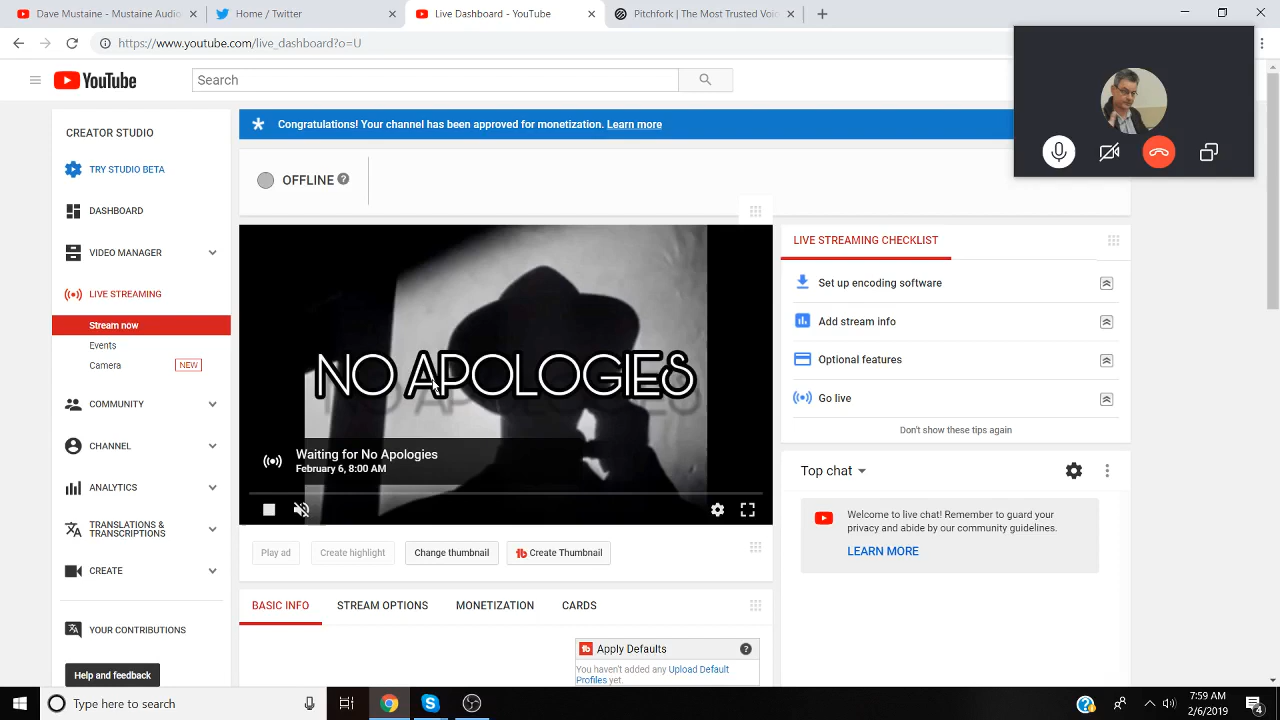 Dave Mustaine - Music Audienc
Home / Twitter
Live Dashboard - YouTube
Pitchfork | The Most Trusted Voic
https://www.youtube.com/live_dashboard?o=U
YouTube
Search
CREATOR STUDIO
TRY STUDIO BETA
DASHBOARD
VIDEO MANAGER
LIVE STREAMING
Stream now
Events
Camera NEW
COMMUNITY
CHANNEL
ANALYTICS
TRANSLATIONS &
TRANSCRIPTIONS
CREATE
YOUR CONTRIBUTIONS
Help and feedback
Congratulations! Your channel has been approved for monetization. Learn more
OFFLINE ?
NO APOLOGIES
Waiting for No Apologies
February 6, 8:00 AM
Play ad
Create highlight
Change thumbnail
Create Thumbnail
BASIC INFO
STREAM OPTIONS
MONETIZATION
CARDS
Apply Defaults ?
You haven't added any Upload Default
Profiles yet.
LIVE STREAMING CHECKLIST
Set up encoding software
Add stream info
Optional features
Go live
Don't show these tips again
Top chat
Welcome to live chat! Remember to guard your
privacy and abide by our community guidelines.
LEARN MORE
Type here to search
7:59 AM
2/6/2019
4